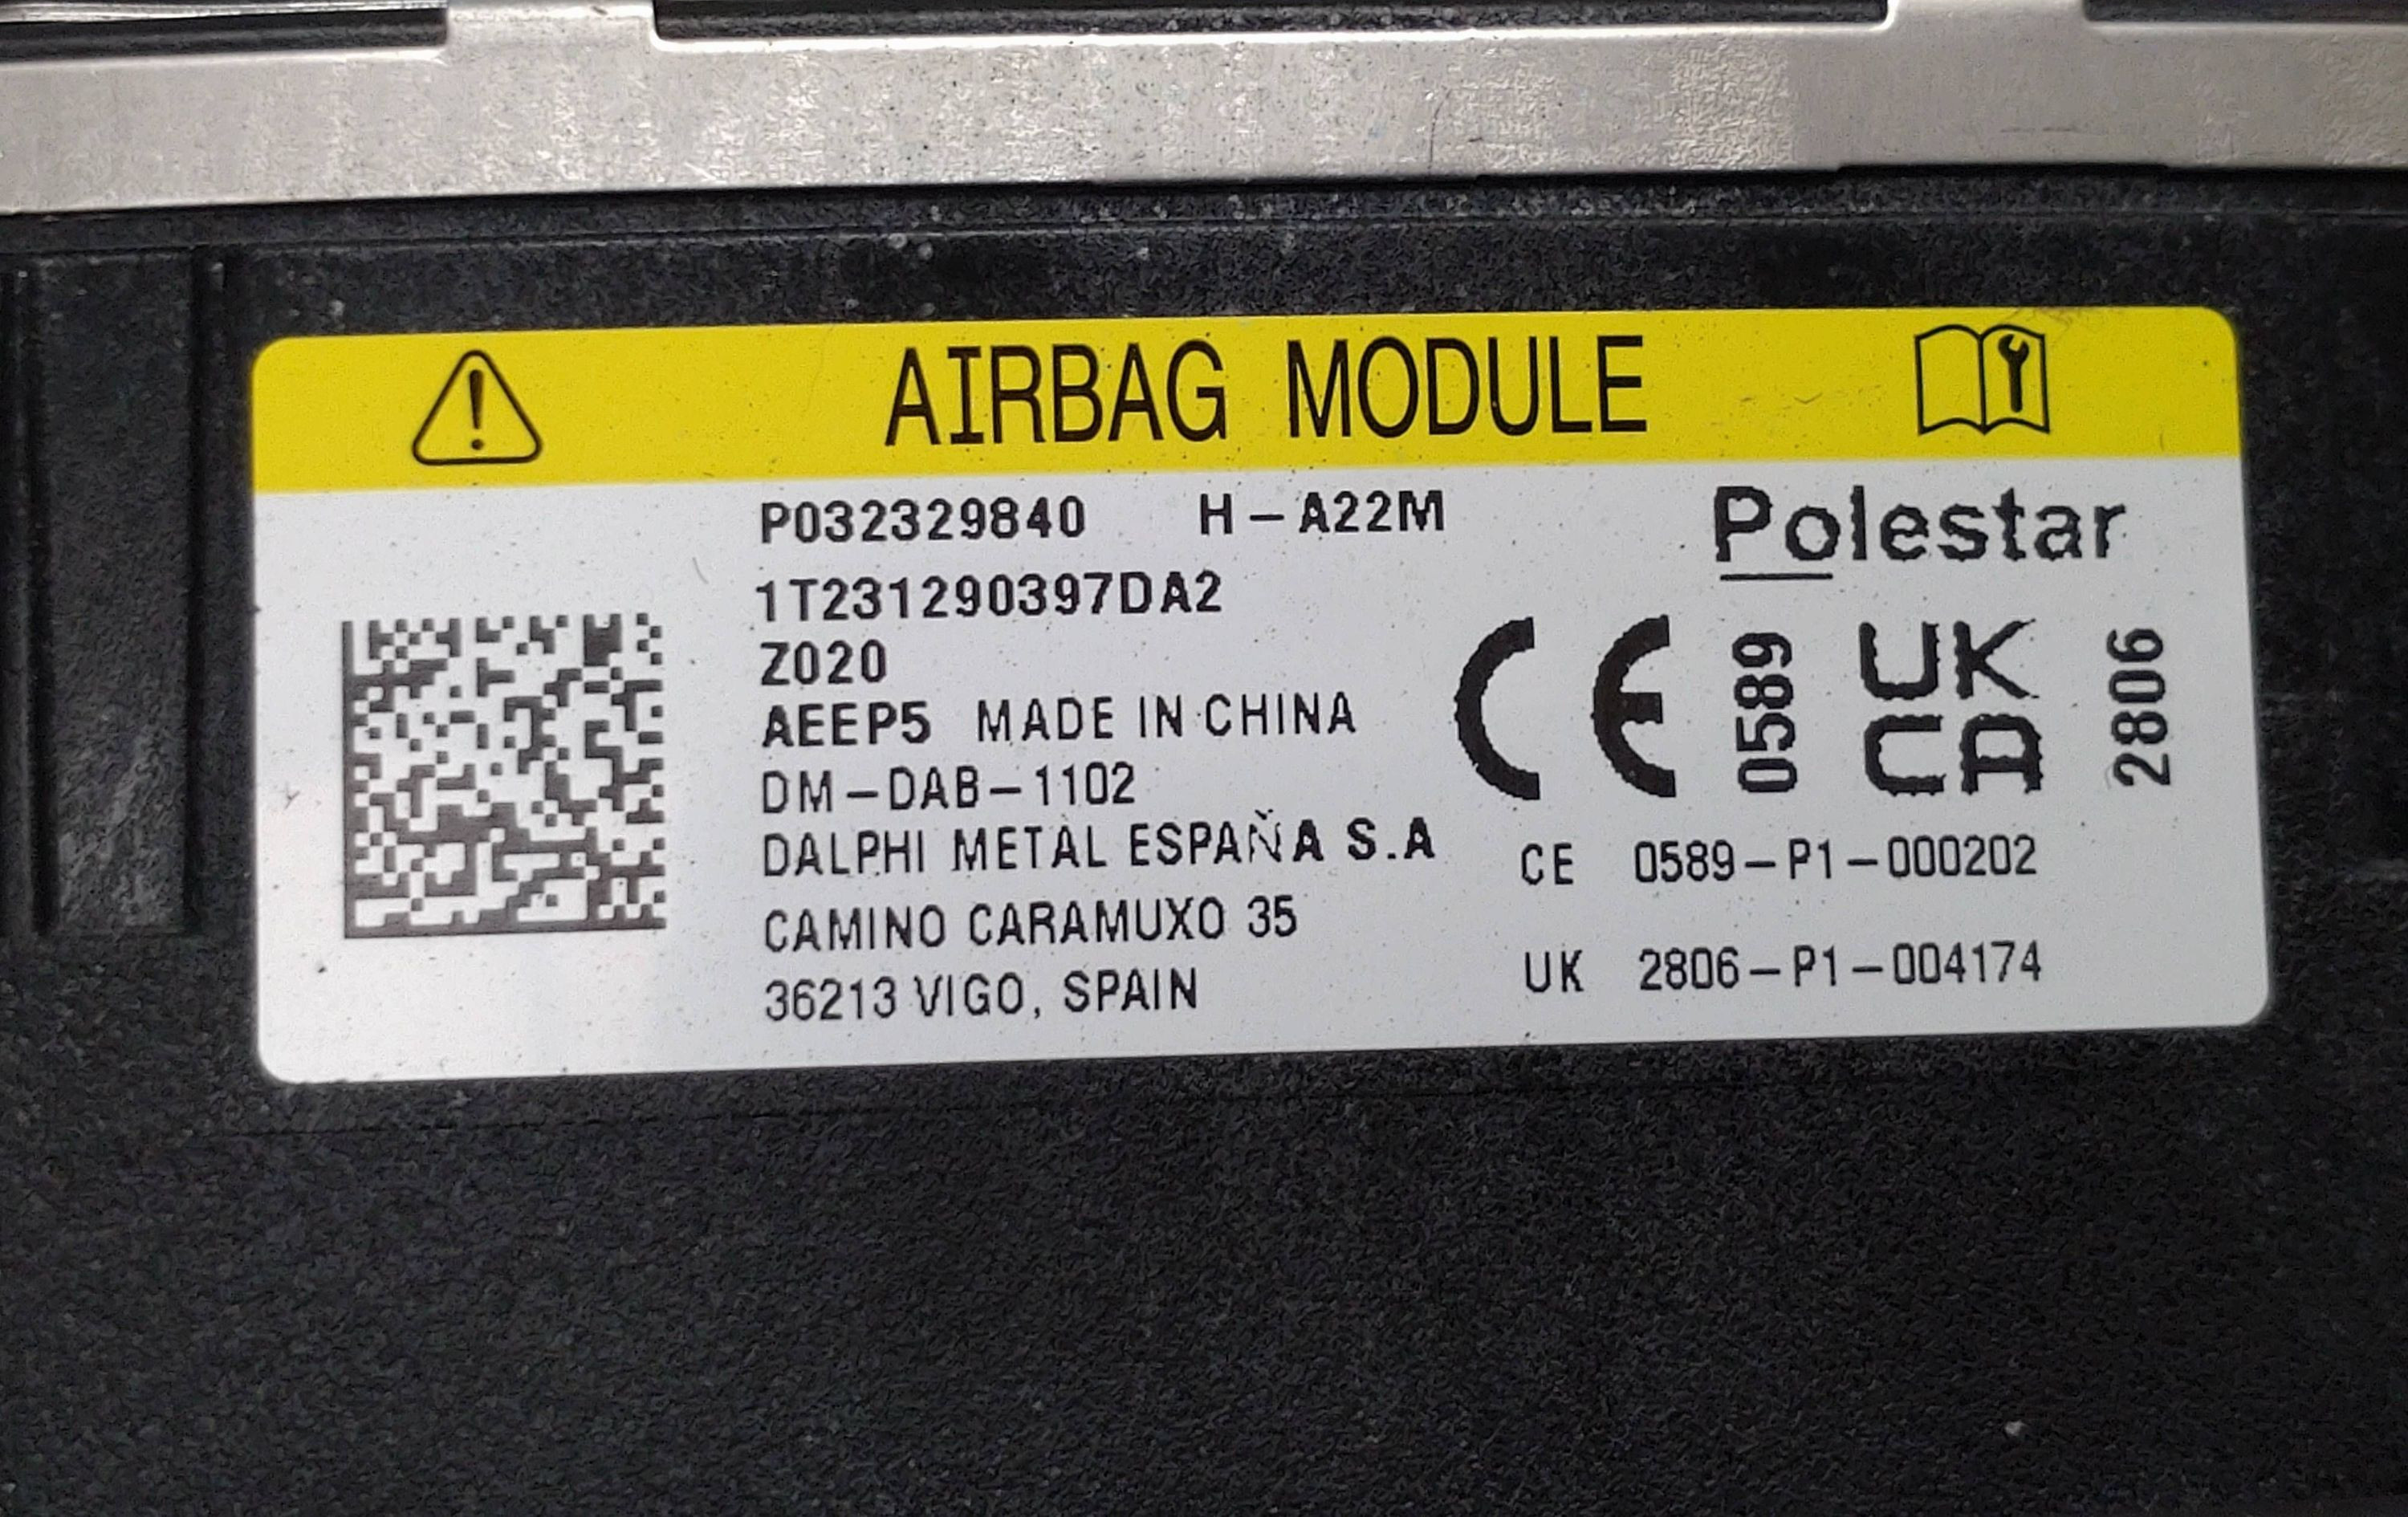 AIRBAG MODULE
P032329840 H-A22M
Polestar
1T231290397DA2
Z020
AEEP5 MADE IN CHINA
DM-DAB-1102
DALPHI METAL ESPAÑA S.A
CAMINO CARAMUXO 35
36213 VIGO, SPAIN
CE 0589
UK
CA 2806
CE 0589-P1-000202
UK 2806-P1-004174